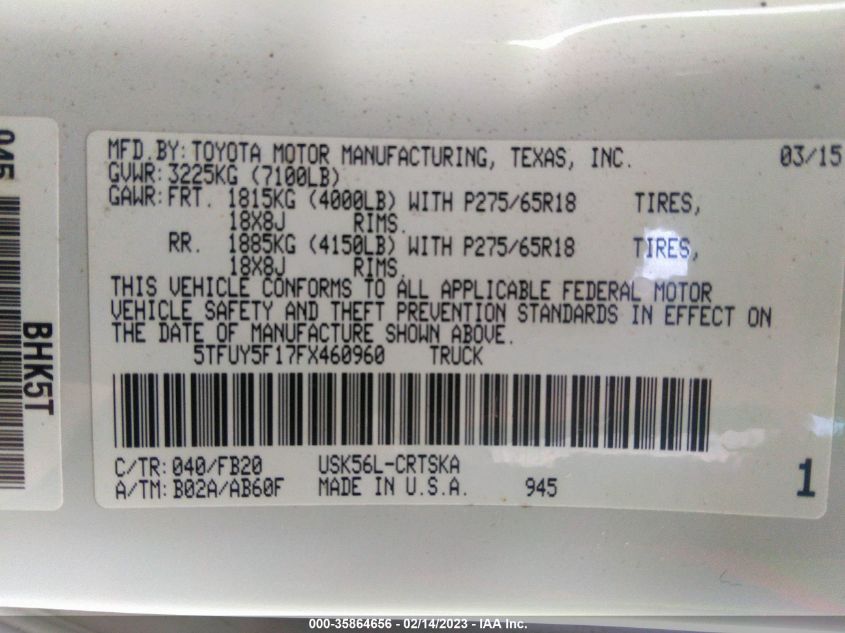 MFD.BY: TOYOTA MOTOR MANUFACTURING, TEXAS, INC. 03/15
GVWR: 3225KG (7100LB)
GAWR: FRT. 1815KG (4000LB) WITH P275/65R18 TIRES,
18X8J RIMS.
RR. 1885KG (4150LB) WITH P275/65R18 TIRES,
18X8J RIMS.
THIS VEHICLE CONFORMS TO ALL APPLICABLE FEDERAL MOTOR
VEHICLE SAFETY AND THEFT PREVENTION STANDARDS IN EFFECT ON
THE DATE OF MANUFACTURE SHOWN ABOVE.
5TFUY5F17FX460960 TRUCK
C/TR: 040/FB20 USK56L-CRTSKA
A/TM: B02A/AB60F MADE IN U.S.A. 945 1
945
BHK5T
000-35864656 - 02/14/2023 - IAA Inc.